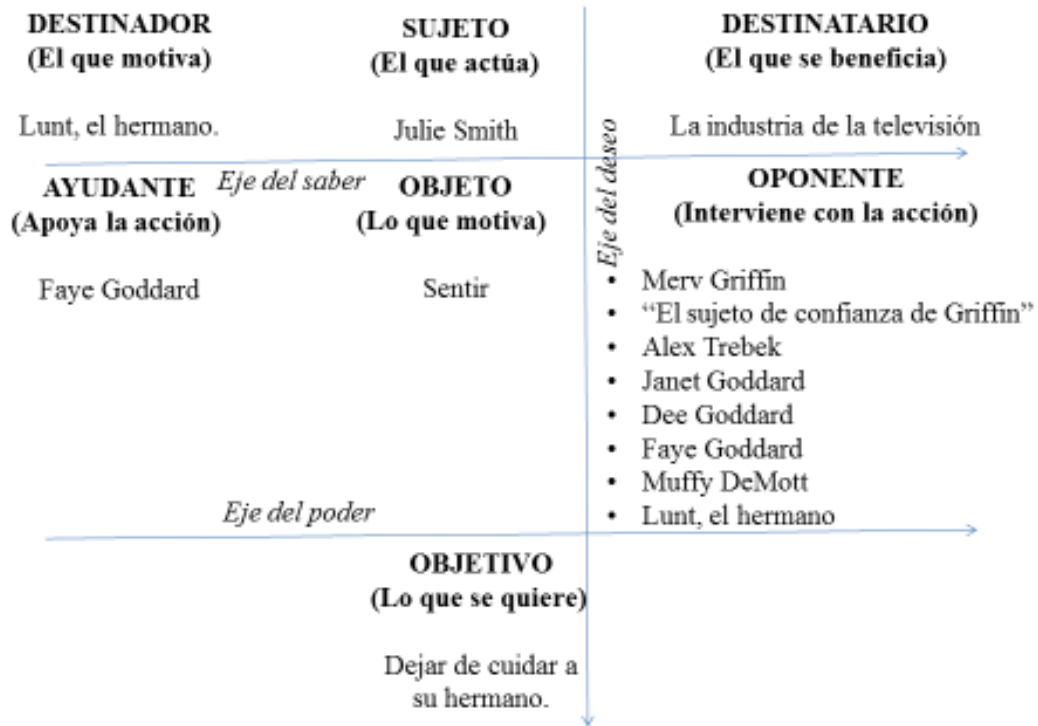 DESTINADOR
(El que motiva)
Lunt, el hermano.
SUJETO
(El que actúa)
Julie Smith
DESTINATARIO
(El que se beneficia)
La industria de la televisión
Eje del saber
Eje del deseo
AYUDANTE
(Apoya la acción)
Faye Goddard
OBJETO
(Lo que motiva)
Sentir
OPONENTE
(Interviene con la acción)
• Merv Griffin
• “El sujeto de confianza de Griffin”
• Alex Trebek
• Janet Goddard
• Dee Goddard
• Faye Goddard
• Muffy DeMott
• Lunt, el hermano
Eje del poder
OBJETIVO
(Lo que se quiere)
Dejar de cuidar a
su hermano.